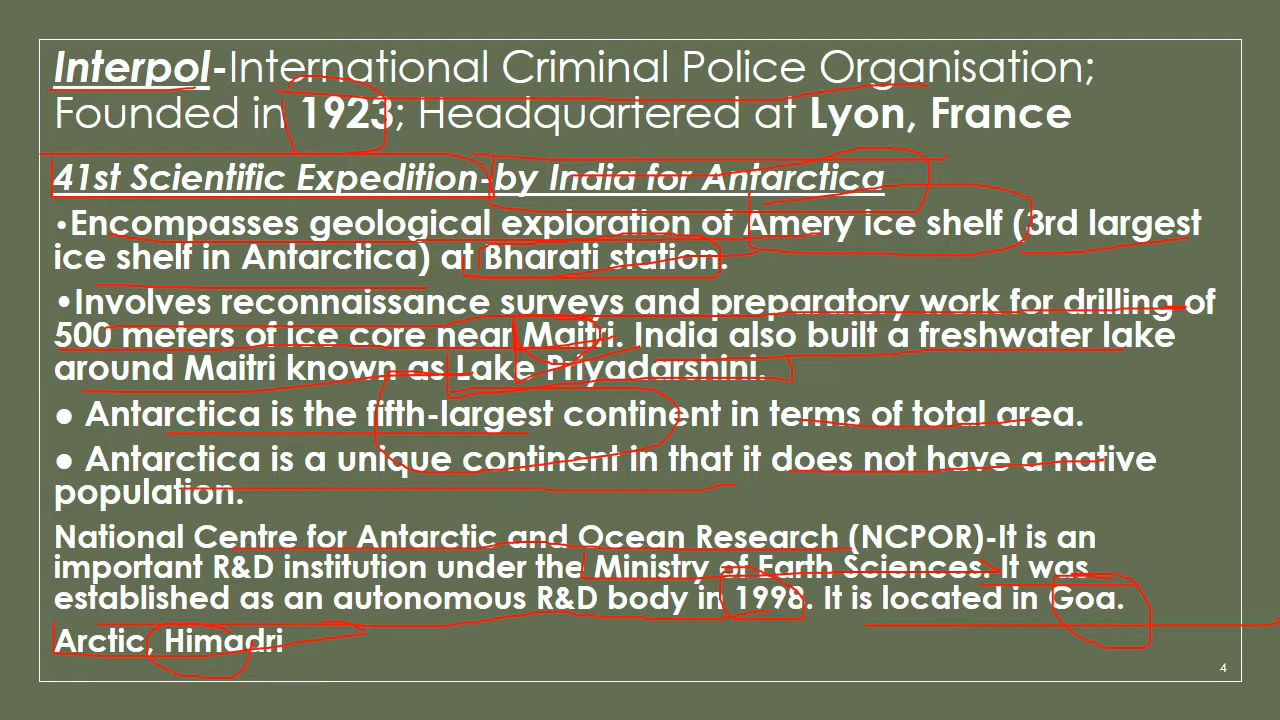 Interpol-International Criminal Police Organisation;
Founded in 1923; Headquartered at Lyon, France
41st Scientific Expedition-by India for Antarctica
•Encompasses geological exploration of Amery ice shelf (3rd largest
ice shelf in Antarctica) at Bharati station.
•Involves reconnaissance surveys and preparatory work for drilling of
500 meters of ice core near Maitri. India also built a freshwater lake
around Maitri known as Lake Priyadarshini.
● Antarctica is the fifth-largest continent in terms of total area.
● Antarctica is a unique continent in that it does not have a native
population.
National Centre for Antarctic and Ocean Research (NCPOR)-It is an
important R&D institution under the Ministry of Earth Sciences. It was
established as an autonomous R&D body in 1998. It is located in Goa.
Arctic, Himadri
4